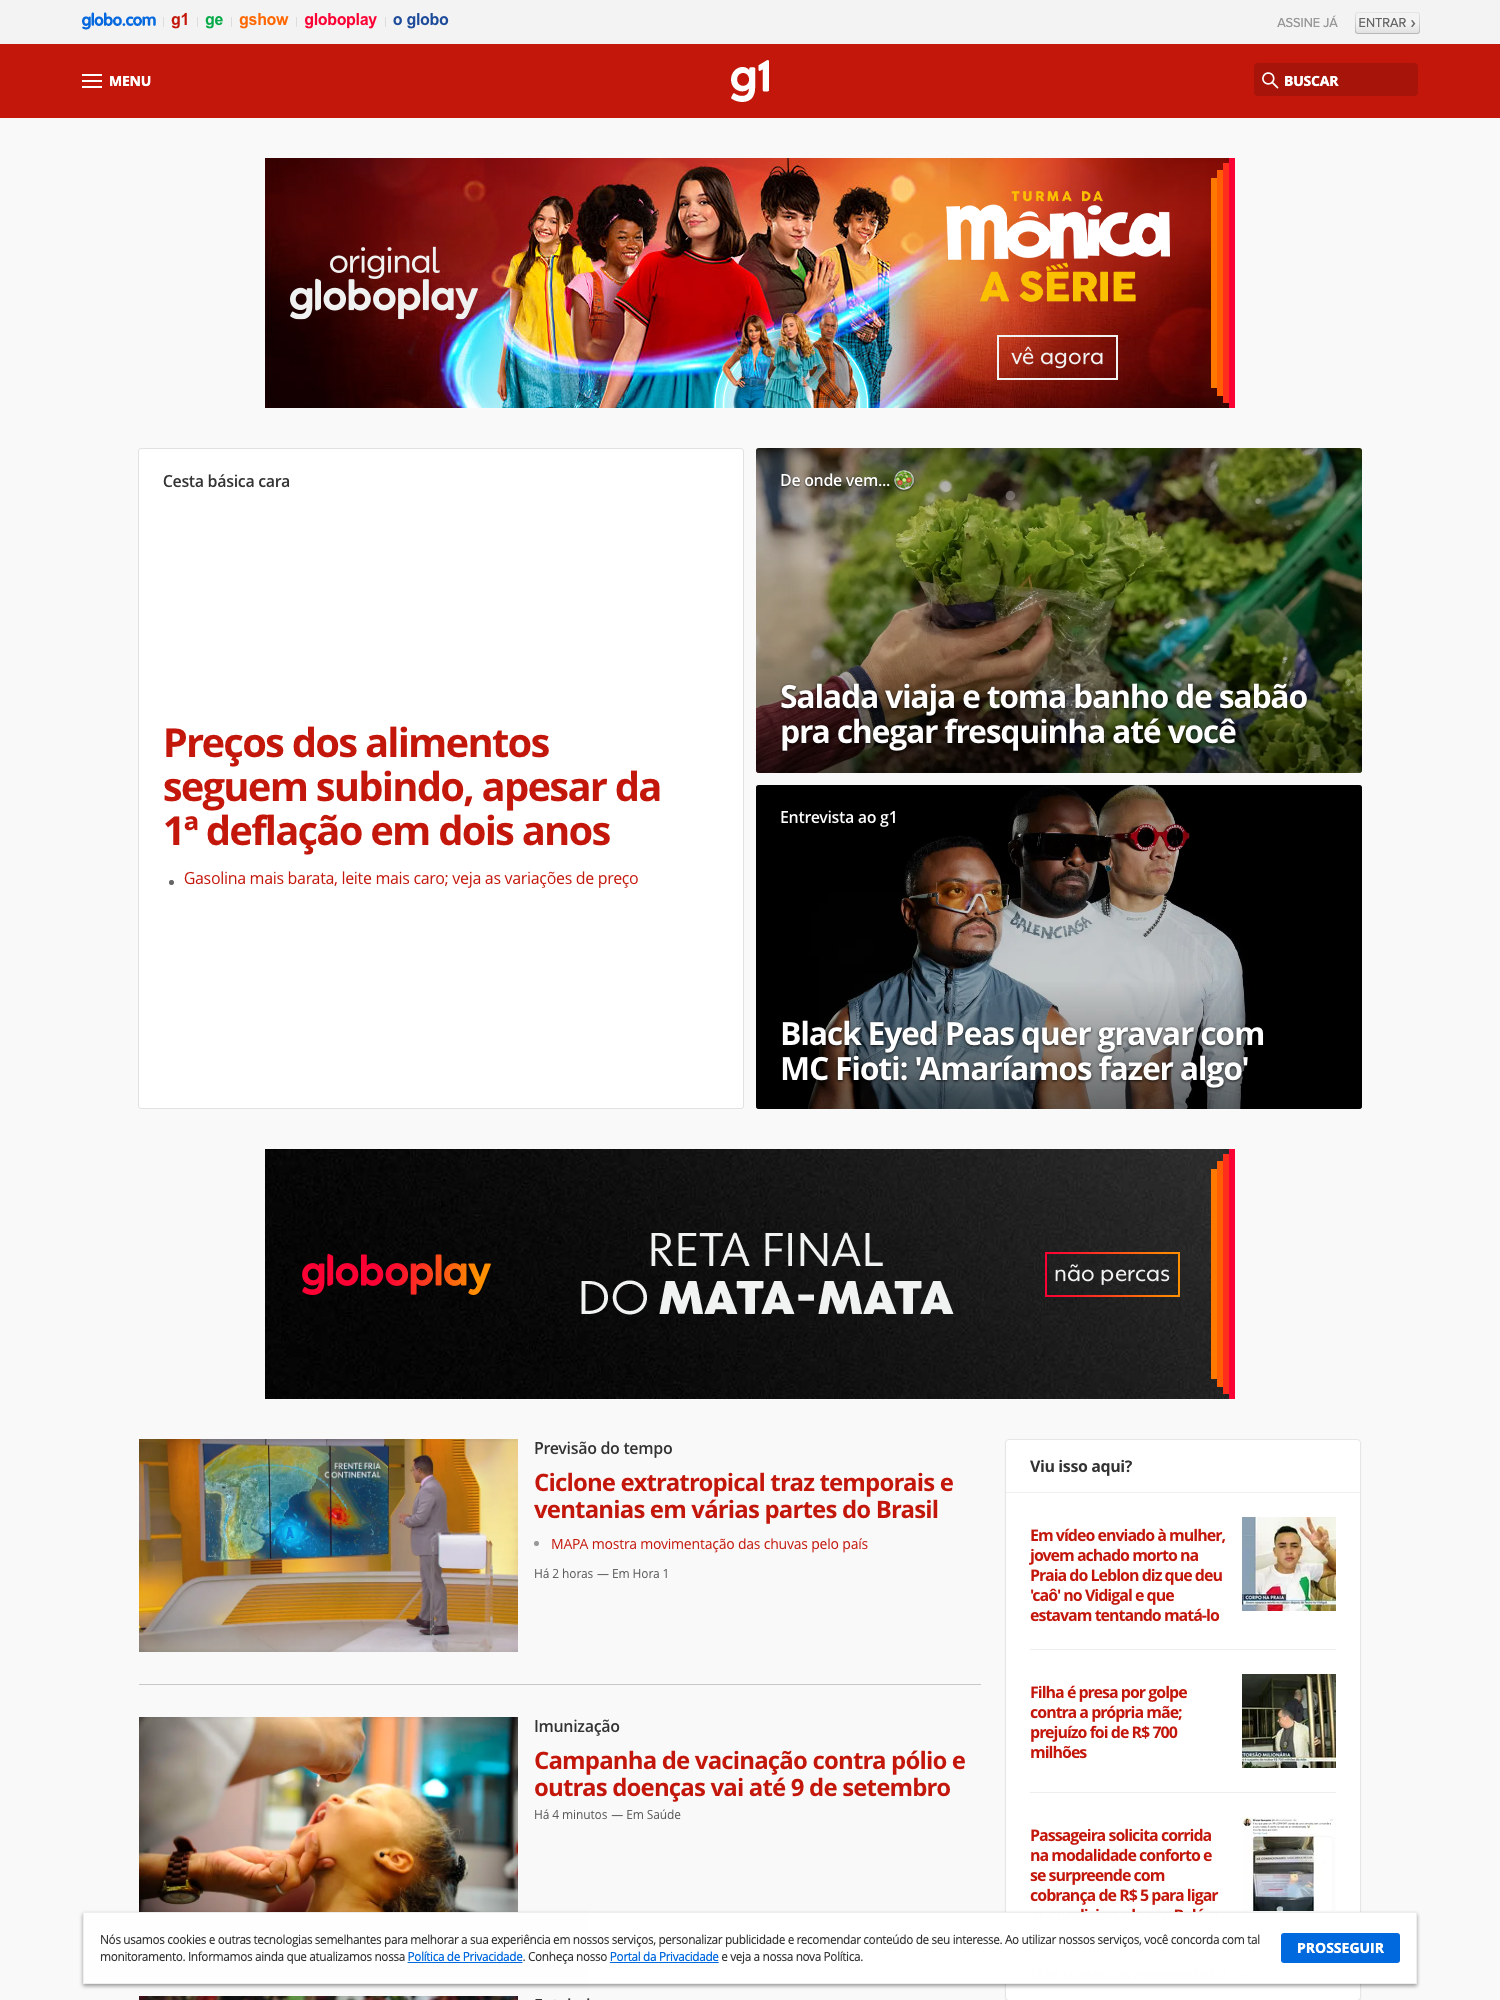 globo.com g1 ge gshow globoplay o globo
ASSINE JÁ ENTRAR ›
MENU
g1
BUSCAR
original
globoplay
TURMA DA
mônica
A SÉRIE
vê agora
Cesta básica cara
Preços dos alimentos
seguem subindo, apesar da
1ª deflação em dois anos
Gasolina mais barata, leite mais caro; veja as variações de preço
De onde vem...
Salada viaja e toma banho de sabão
pra chegar fresquinha até você
Entrevista ao g1
BALENCIAGA
Black Eyed Peas quer gravar com
MC Fioti: 'Amaríamos fazer algo'
globoplay
RETA FINAL
DO MATA-MATA
não percas
FRENTE FRIA
CONTINENTAL
A
Previsão do tempo
Ciclone extratropical traz temporais e
ventanias em várias partes do Brasil
MAPA mostra movimentação das chuvas pelo país
Há 2 horas — Em Hora 1
Imunização
Campanha de vacinação contra pólio e
outras doenças vai até 9 de setembro
Há 4 minutos — Em Saúde
Viu isso aqui?
Em vídeo enviado à mulher,
jovem achado morto na
Praia do Leblon diz que deu
'caô' no Vidigal e que
estavam tentando matá-lo
CORPO NA PRAIA
Filha é presa por golpe
contra a própria mãe;
prejuízo foi de R$ 700
milhões
TORSÃO MILIONÁRIA
Passageira solicita corrida
na modalidade conforto e
se surpreende com
cobrança de R$ 5 para ligar
Nós usamos cookies e outras tecnologias semelhantes para melhorar a sua experiência em nossos serviços, personalizar publicidade e recomendar conteúdo de seu interesse. Ao utilizar nossos serviços, você concorda com tal
monitoramento. Informamos ainda que atualizamos nossa Política de Privacidade. Conheça nosso Portal da Privacidade e veja a nossa nova Política.
PROSSEGUIR